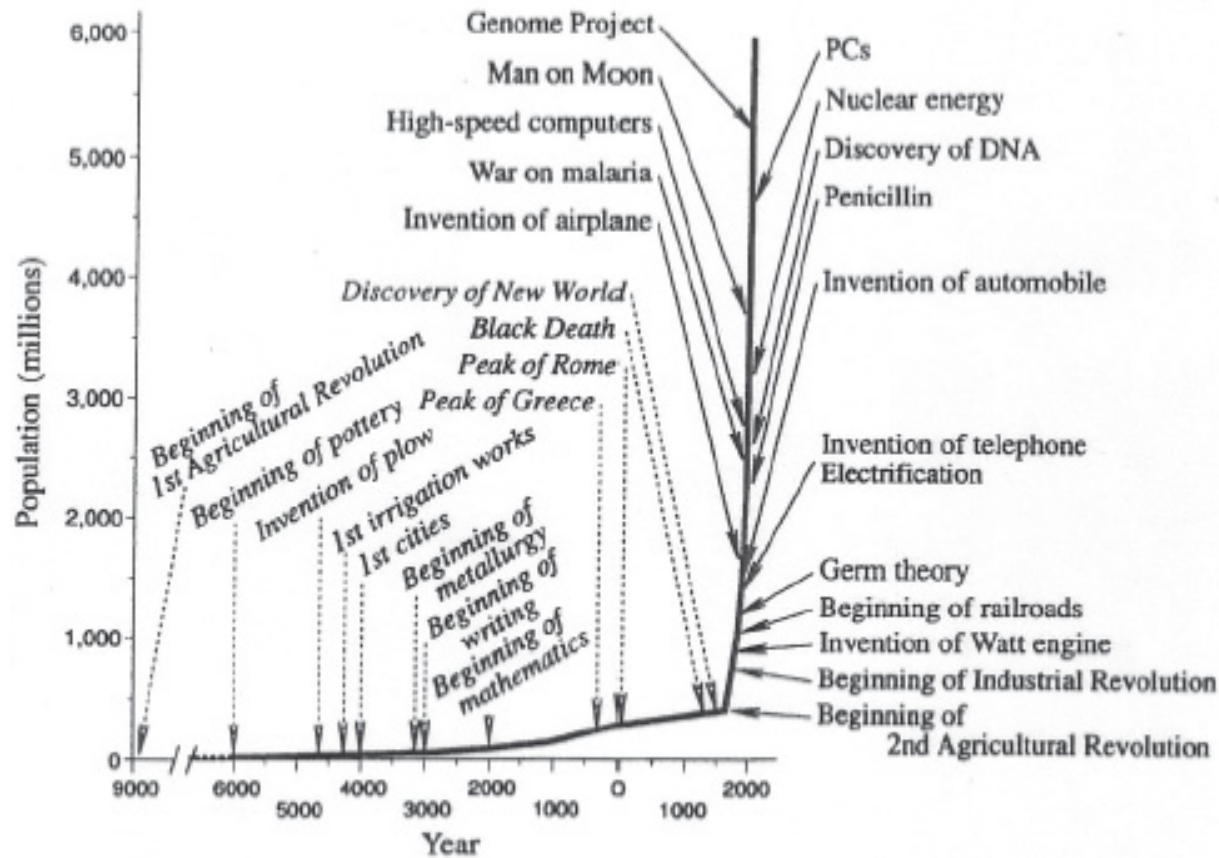 6,000
5,000
4,000
3,000
2,000
1,000
0
Population (millions)
Genome Project
Man on Moon
High-speed computers
War on malaria
Invention of airplane
Discovery of New World
Black Death
Peak of Rome
Peak of Greece
Beginning of
1st Agricultural Revolution
Beginning of pottery
Invention of plow
1st irrigation works
1st cities
Beginning of
metallurgy
Beginning of
writing
Beginning of
mathematics
PCs
Nuclear energy
Discovery of DNA
Penicillin
Invention of automobile
Invention of telephone
Electrification
Germ theory
Beginning of railroads
Invention of Watt engine
Beginning of Industrial Revolution
Beginning of
2nd Agricultural Revolution
9000 6000 4000 2000 0 2000
5000 3000 1000 1000
Year